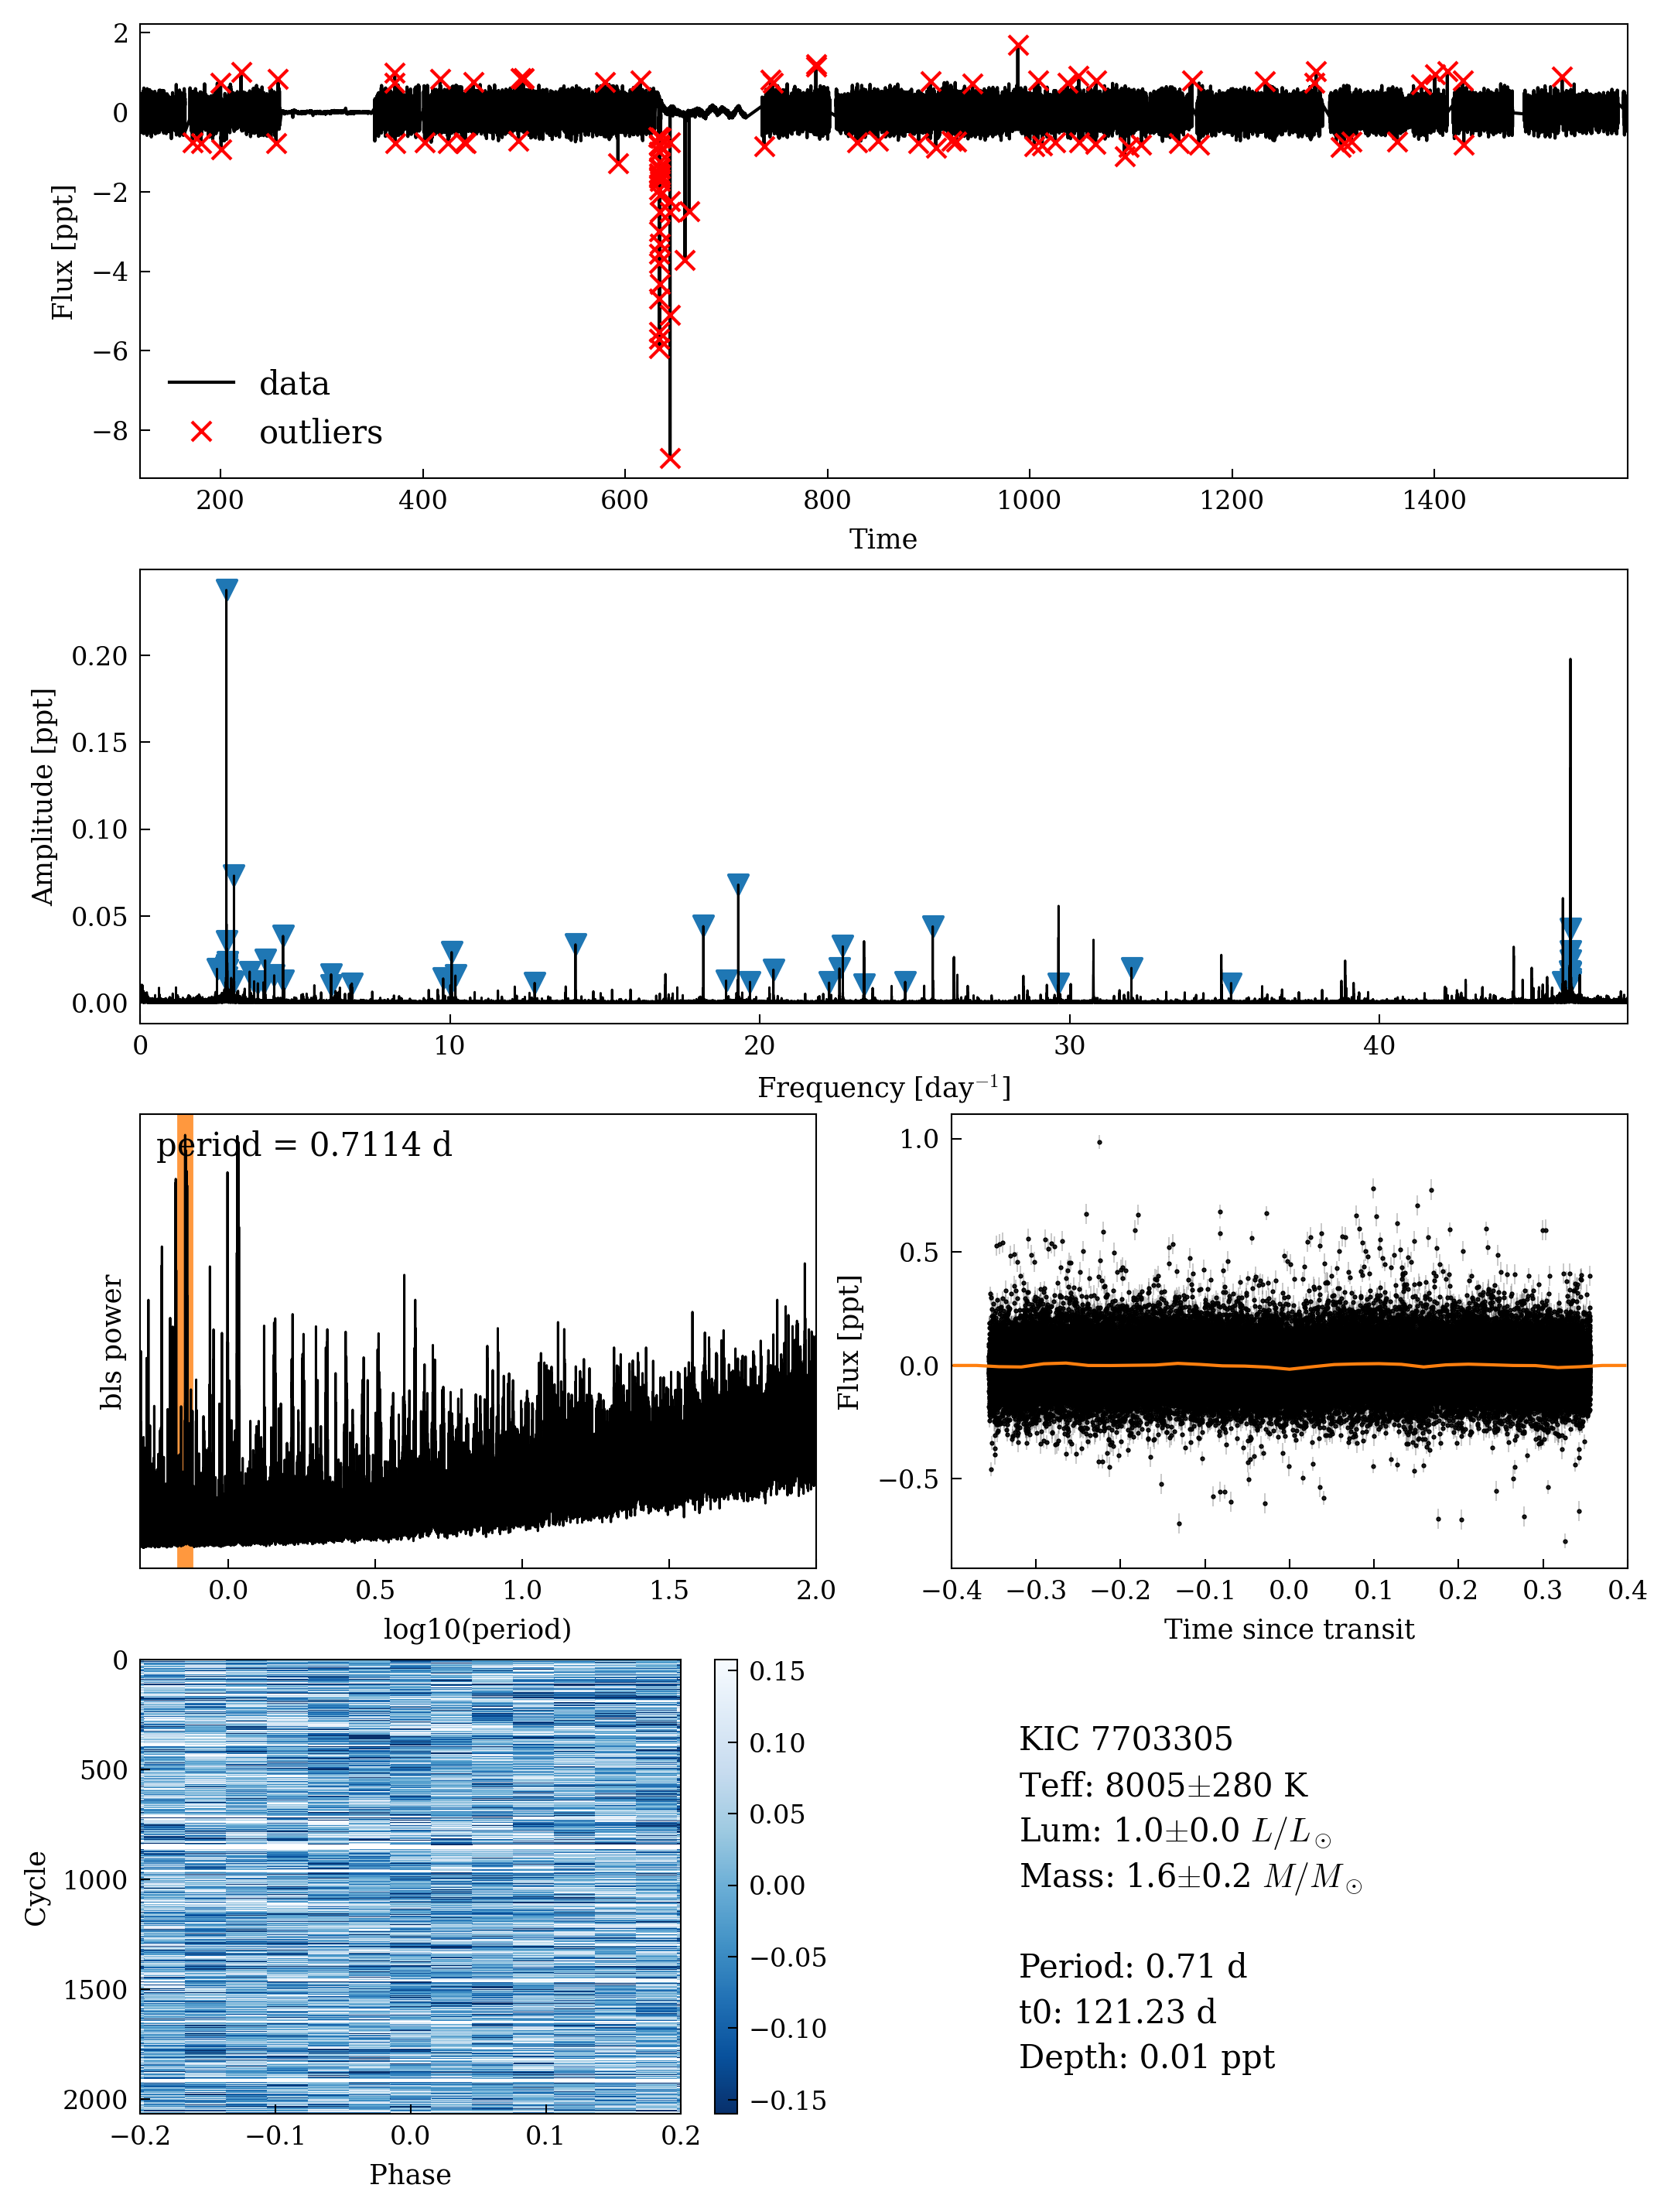 2
0
−2
−4
−6
−8
Flux [ppt]
data
outliers
200 400 600 800 1000 1200 1400
Time
0.20
0.15
0.10
0.05
0.00
Amplitude [ppt]
0 10 20 30 40
Frequency [day⁻¹]
period = 0.7114 d
bls power
0.0 0.5 1.0 1.5 2.0
log10(period)
1.0
0.5
0.0
−0.5
Flux [ppt]
−0.4 −0.3 −0.2 −0.1 0.0 0.1 0.2 0.3 0.4
Time since transit
0
500
1000
1500
2000
Cycle
−0.2 −0.1 0.0 0.1 0.2
Phase
0.15
0.10
0.05
0.00
−0.05
−0.10
−0.15
KIC 7703305
Teff: 8005±280 K
Lum: 1.0±0.0 L/L☉
Mass: 1.6±0.2 M/M☉
Period: 0.71 d
t0: 121.23 d
Depth: 0.01 ppt